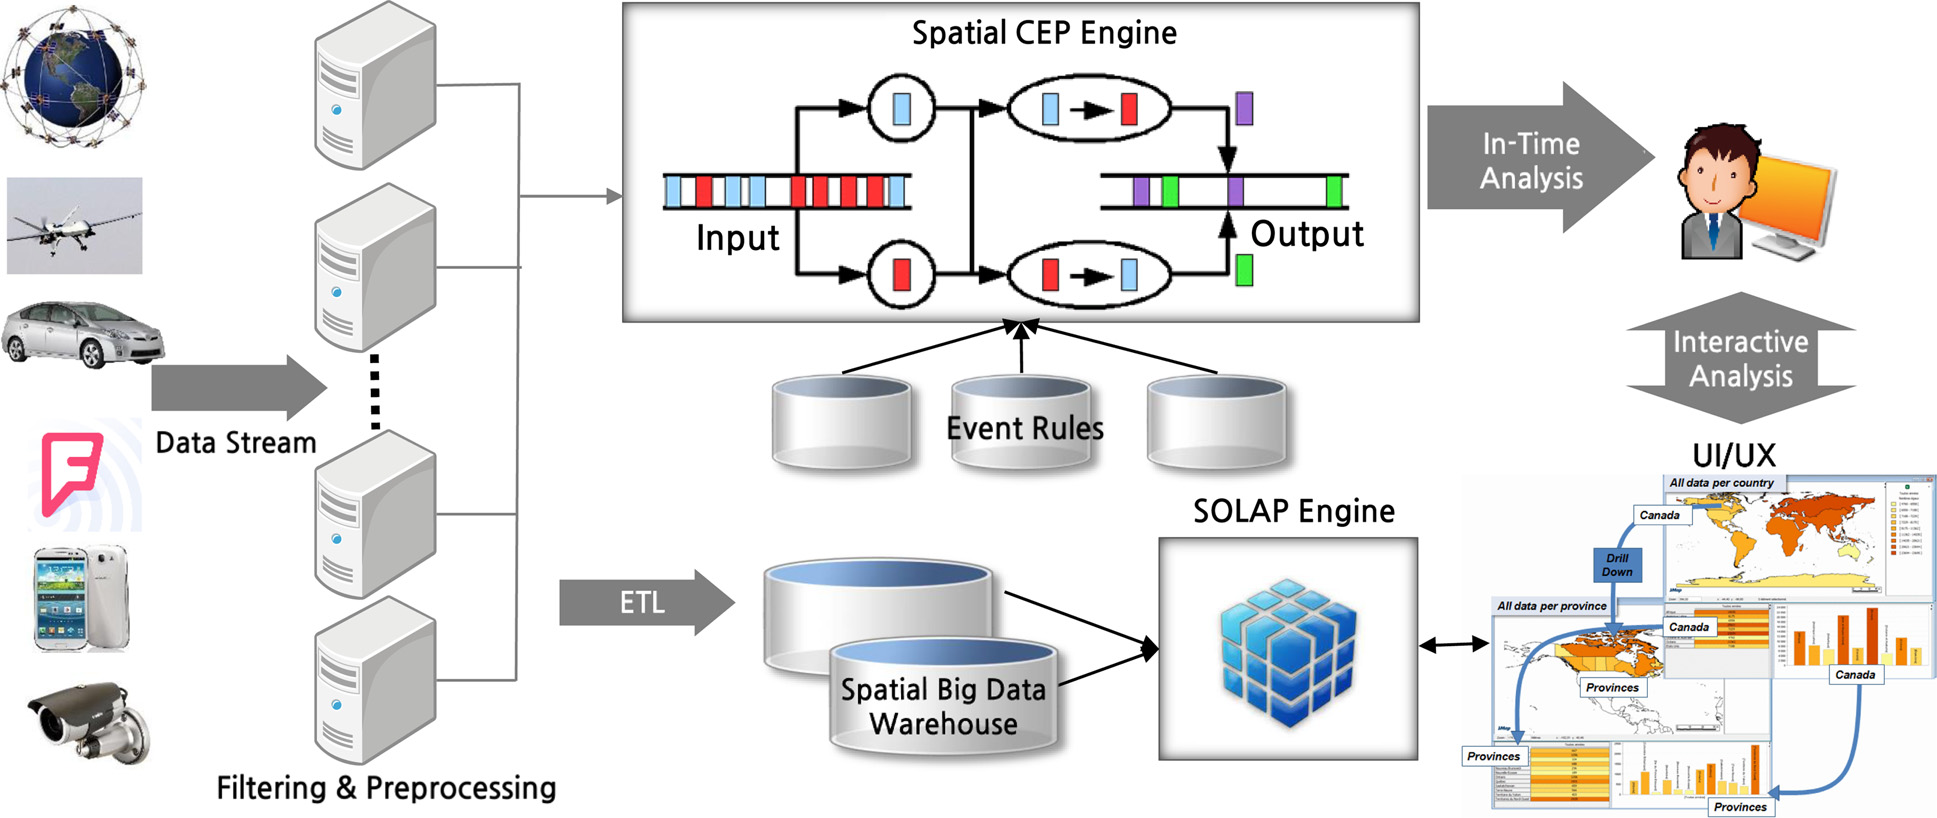 Spatial CEP Engine
Input
Output
In-Time
Analysis
Data Stream
Event Rules
Interactive
Analysis
UI/UX
Filtering & Preprocessing
ETL
Spatial Big Data
Warehouse
SOLAP Engine
All data per country
Canada
Drill
Down
All data per province
Canada
Provinces
Canada
Provinces
Provinces